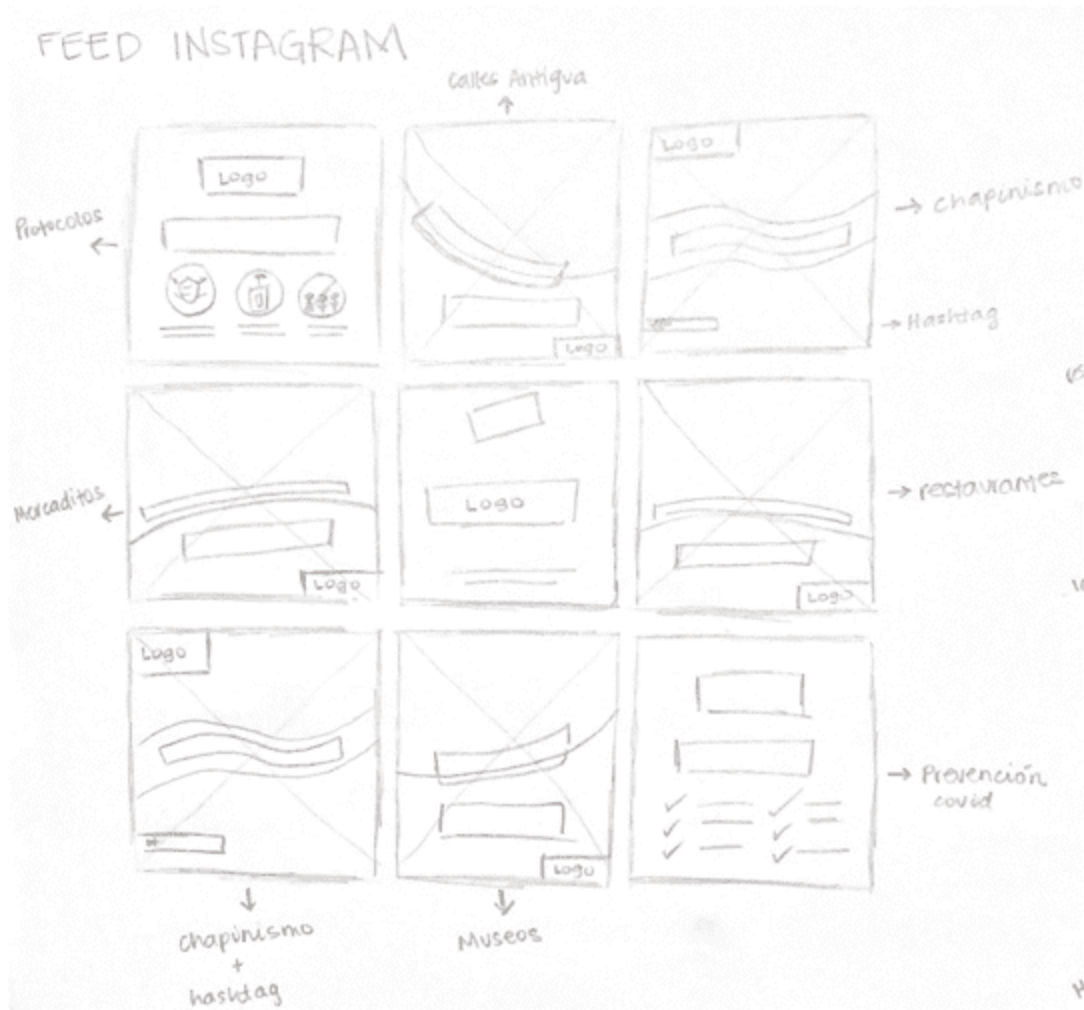 FEED INSTAGRAM
Calles Antigua
Logo
Logo
Logo
Protocolos
Chapinismo
Hashtag
Mercaditos
Logo
Logo
Logo
restaurantes
Logo
Logo
Prevención
covid
Chapinismo
+
hashtag
Museos